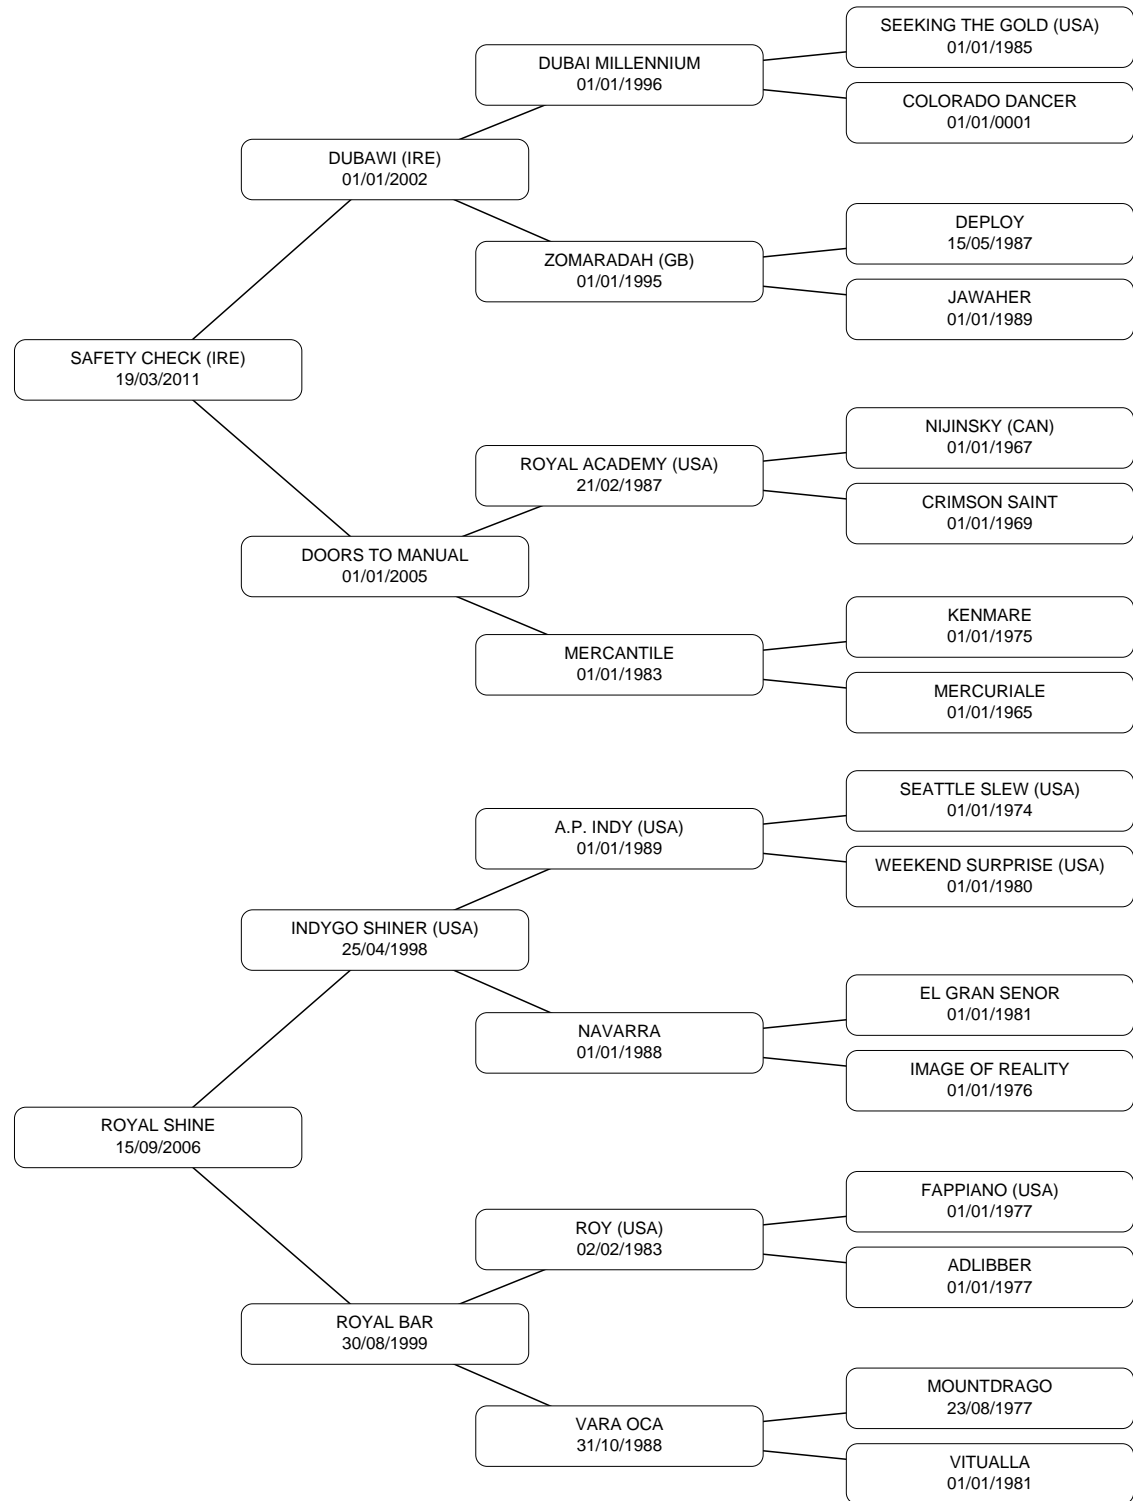 SEEKING THE GOLD (USA)
01/01/1985
DUBAI MILLENNIUM
01/01/1996
COLORADO DANCER
01/01/0001
DUBAWI (IRE)
01/01/2002
DEPLOY
15/05/1987
ZOMARADAH (GB)
01/01/1995
JAWAHER
01/01/1989
SAFETY CHECK (IRE)
19/03/2011
NIJINSKY (CAN)
01/01/1967
ROYAL ACADEMY (USA)
21/02/1987
CRIMSON SAINT
01/01/1969
DOORS TO MANUAL
01/01/2005
KENMARE
01/01/1975
MERCANTILE
01/01/1983
MERCURIALE
01/01/1965
SEATTLE SLEW (USA)
01/01/1974
A.P. INDY (USA)
01/01/1989
WEEKEND SURPRISE (USA)
01/01/1980
INDYGO SHINER (USA)
25/04/1998
EL GRAN SENOR
01/01/1981
NAVARRA
01/01/1988
IMAGE OF REALITY
01/01/1976
ROYAL SHINE
15/09/2006
FAPPIANO (USA)
01/01/1977
ROY (USA)
02/02/1983
ADLIBBER
01/01/1977
ROYAL BAR
30/08/1999
MOUNTDRAGO
23/08/1977
VARA OCA
31/10/1988
VITUALLA
01/01/1981